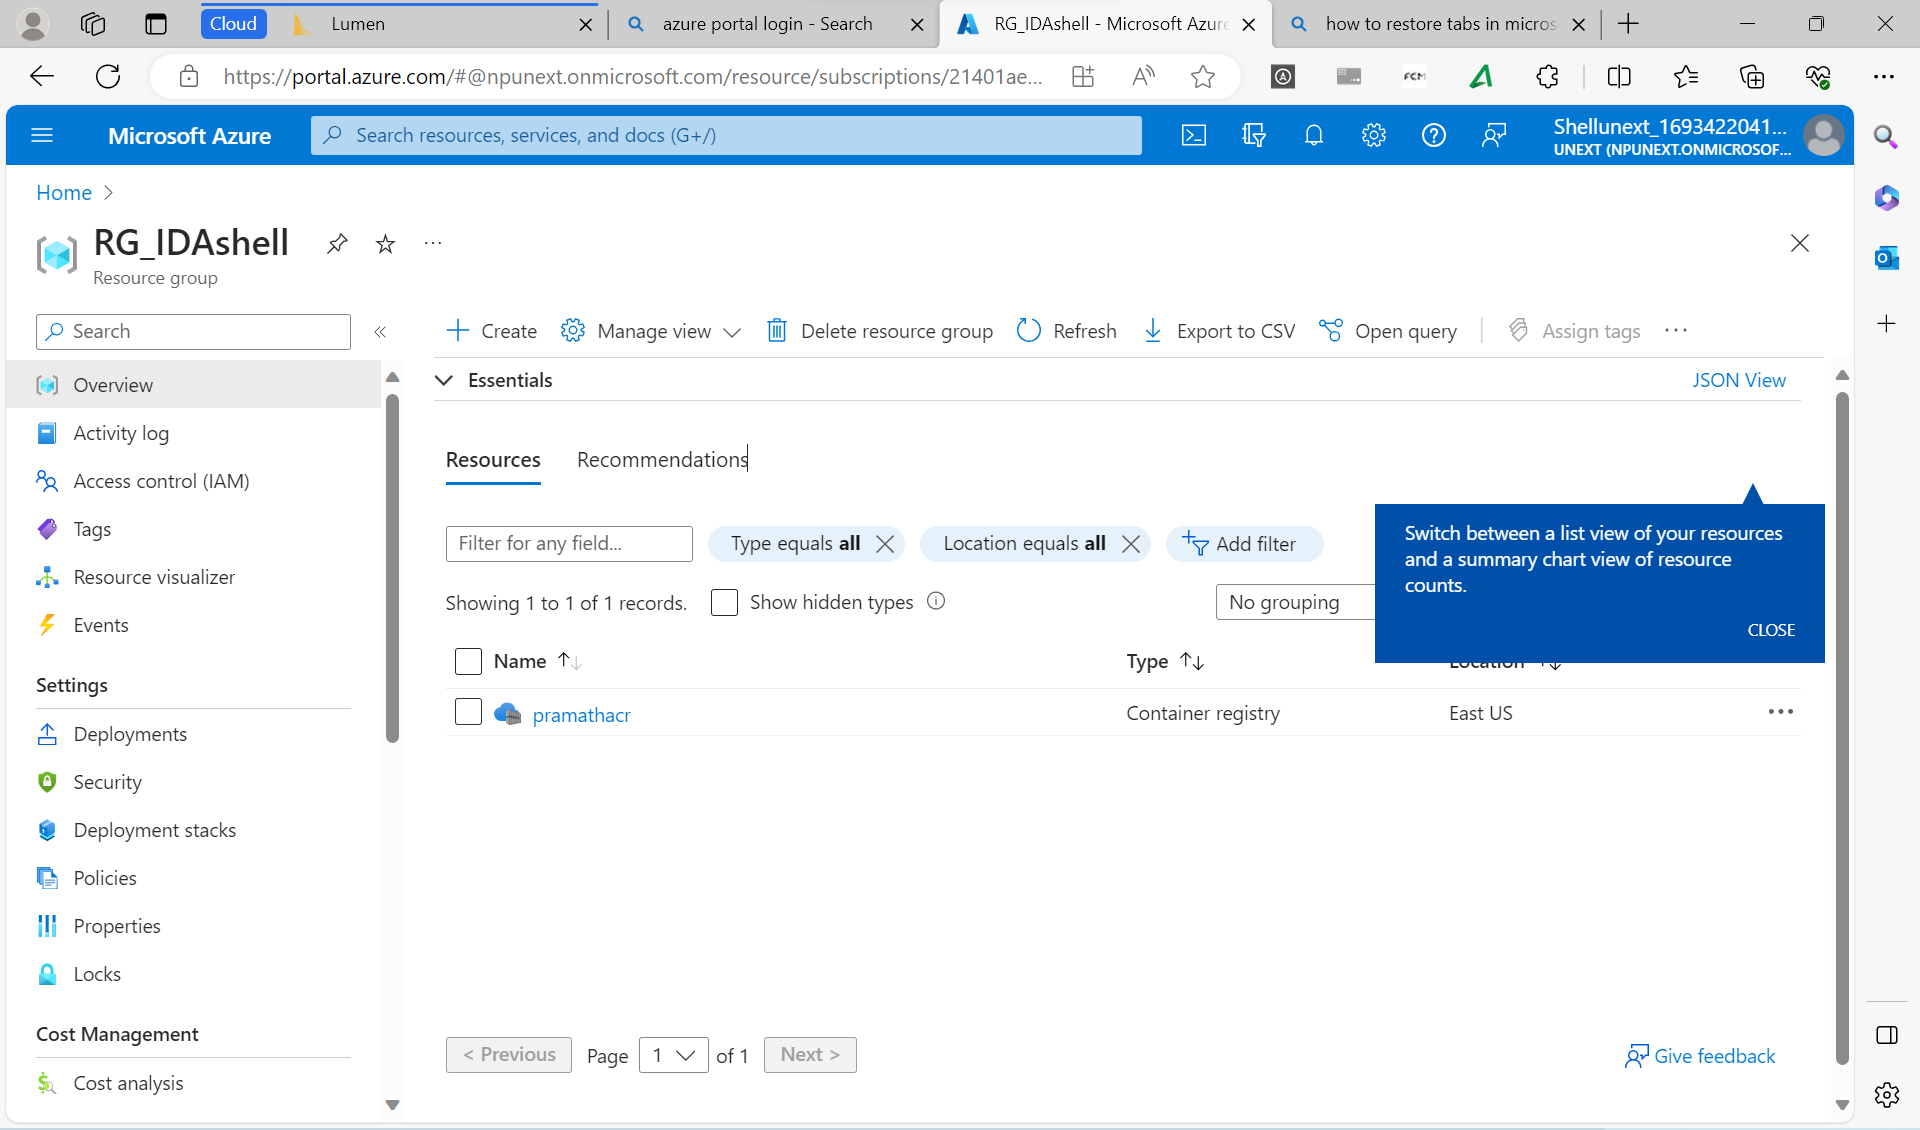 Cloud
Lumen
azure portal login - Search
RG_IDAshell - Microsoft Azure
how to restore tabs in micros
https://portal.azure.com/#@npunext.onmicrosoft.com/resource/subscriptions/21401ae...
FCM
Microsoft Azure
Search resources, services, and docs (G+/)
Shellunext_1693422041...
UNEXT (NPUNEXT.ONMICROSOF...
Home
RG_IDAshell
Resource group
Search
Create
Manage view
Delete resource group
Refresh
Export to CSV
Open query
Assign tags
Overview
Activity log
Access control (IAM)
Tags
Resource visualizer
Events
Settings
Deployments
Security
Deployment stacks
Policies
Properties
Locks
Cost Management
Cost analysis
Essentials
JSON View
Resources
Recommendations
Filter for any field...
Type equals all
Location equals all
Add filter
Switch between a list view of your resources
and a summary chart view of resource
counts.
CLOSE
Showing 1 to 1 of 1 records.
Show hidden types
No grouping
Name
Type
Location
pramathacr
Container registry
East US
< Previous
Page
1
of 1
Next >
Give feedback